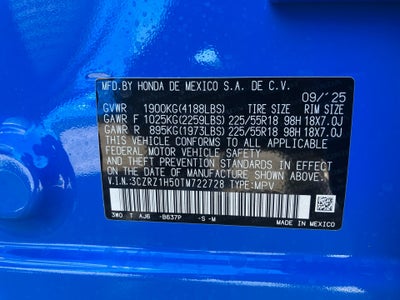 MFD.BY HONDA DE MEXICO S.A. DE C.V.
09/'25
GVWR 1900KG(4188LBS) TIRE SIZE RIM SIZE
GAWR F 1025KG(2259LBS) 225/55R18 98H 18X7.0J
GAWR R 895KG(1973LBS) 225/55R18 98H 18X7.0J
THIS VEHICLE CONFORMS TO ALL APPLICABLE
FEDERAL MOTOR VEHICLE SAFETY
AND THEFT PREVENTION STANDARDS IN EFFECT
ON THE DATE OF MANUFACTURE SHOWN ABOVE.
V.I.N.:3CZRZ1H50TM722728 TYPE:MPV
3W0 T AJ6 -B637P -S -M
MADE IN MEXICO